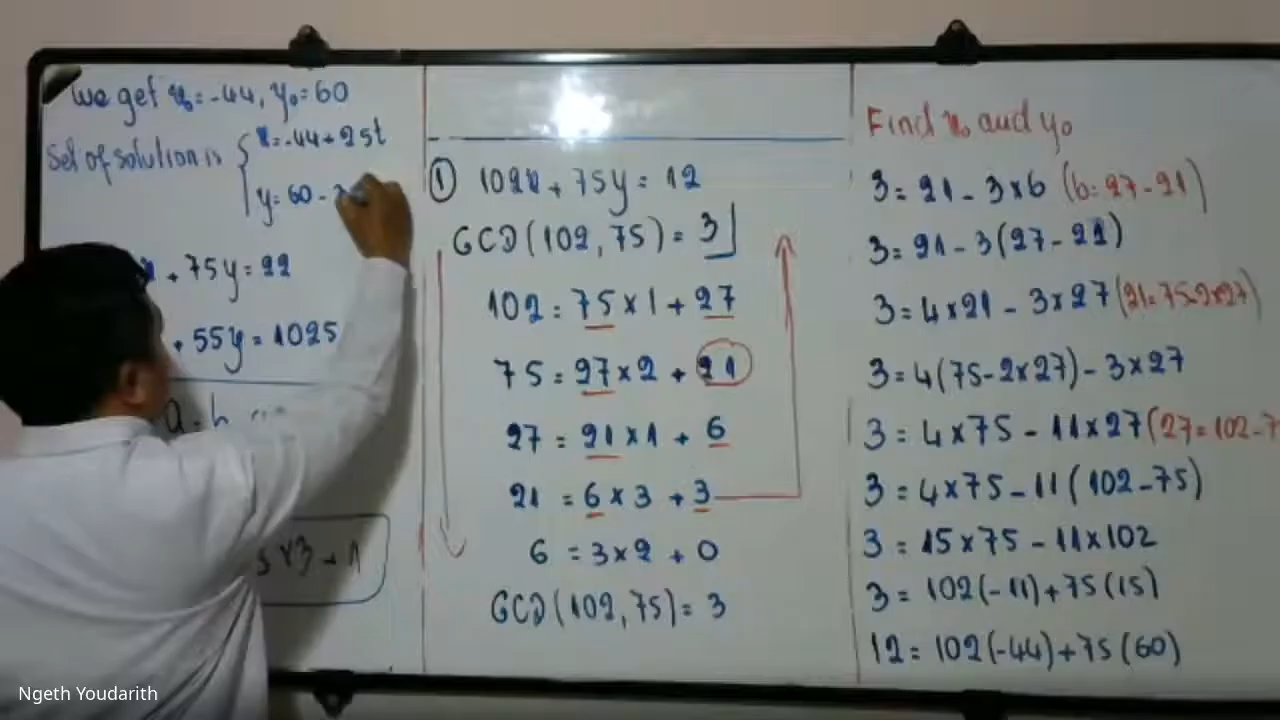 we get x₀ = -44, y₀ = 60
Set of solution is { x = -44 + 25t
y = 60 - 3
+ 75y = 22
+ 55y = 1025
a = b
5 x 3 + 1
① 102x + 75y = 12
GCD(102, 75) = 3
102 = 75 x 1 + 27
75 = 27 x 2 + 21
27 = 21 x 1 + 6
21 = 6 x 3 + 3
6 = 3 x 2 + 0
GCD(102, 75) = 3
Find x₀ and y₀
3 = 21 - 3 x 6 (6 = 27 - 21)
3 = 21 - 3(27 - 21)
3 = 4 x 21 - 3 x 27 (21 = 75 - 2 x 27)
3 = 4(75 - 2 x 27) - 3 x 27
3 = 4 x 75 - 11 x 27 (27 = 102 - 7
3 = 4 x 75 - 11(102 - 75)
3 = 15 x 75 - 11 x 102
3 = 102(-11) + 75(15)
12 = 102(-44) + 75(60)
Ngeth Youdarith